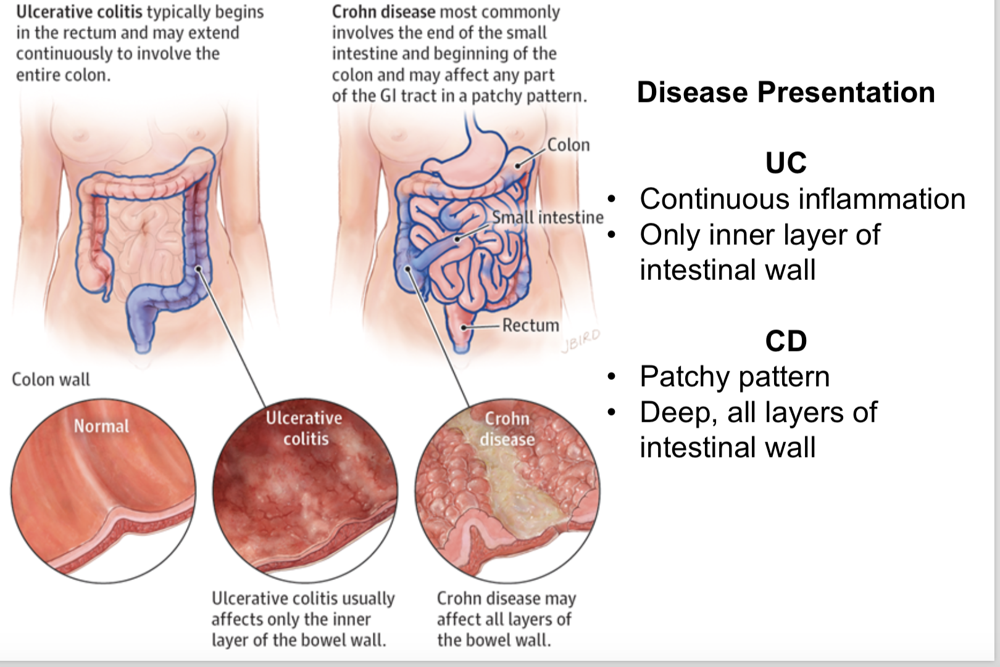 Ulcerative colitis typically begins
in the rectum and may extend
continuously to involve the
entire colon.
Crohn disease most commonly
involves the end of the small
intestine and beginning of the
colon and may affect any part
of the GI tract in a patchy pattern.
Colon
Small intestine
Rectum
JBIRD
Colon wall
Normal
Ulcerative
colitis
Crohn
disease
Ulcerative colitis usually
affects only the inner
layer of the bowel wall.
Crohn disease may
affect all layers of
the bowel wall.
Disease Presentation
UC
• Continuous inflammation
• Only inner layer of
intestinal wall
CD
• Patchy pattern
• Deep, all layers of
intestinal wall